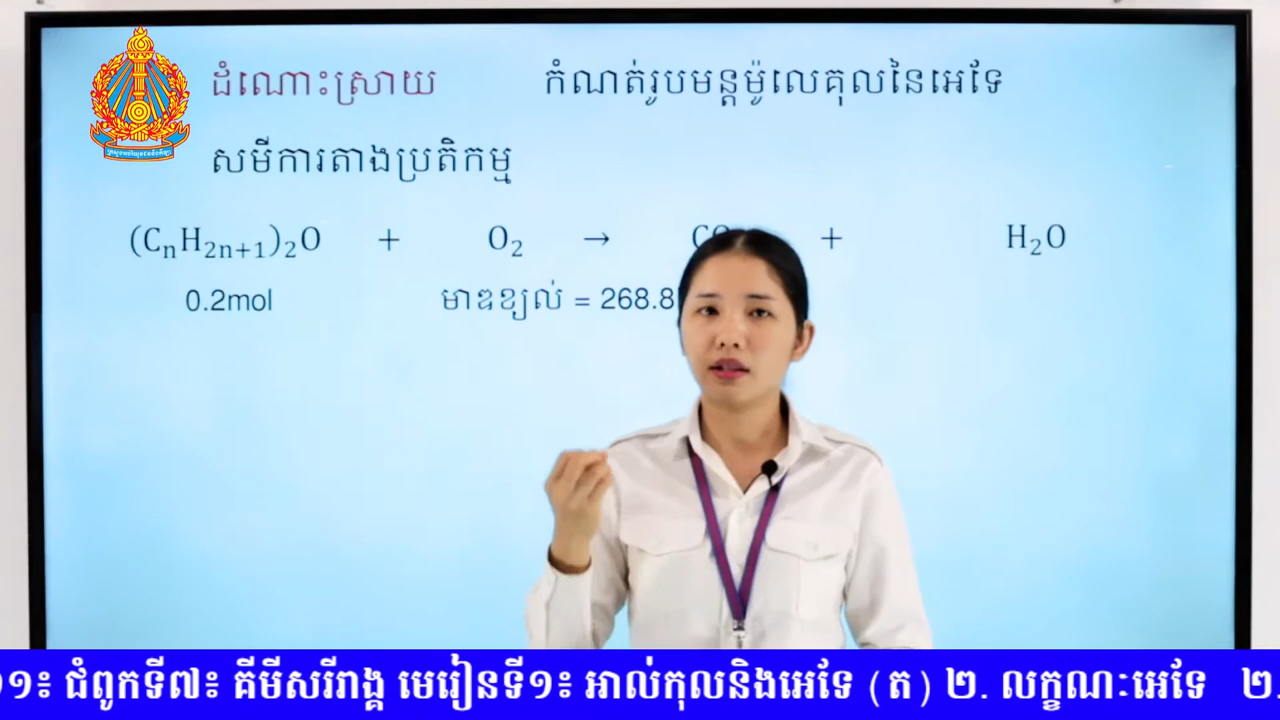 ដំណោះស្រាយ កំណត់រូបមន្តម៉ូលេគុលនៃអេទែ
សមីការតាងប្រតិកម្ម
(CₙH₂ₙ₊₁)₂O + O₂ → CO + H₂O
0.2mol មាឌខ្យល់ = 268.8
១៖ ជំពូកទី៧៖ គីមីសរីរាង្គ មេរៀនទី១៖ អាល់កុលនិងអេទែ (ត) ២. លក្ខណៈអេទែ ២.